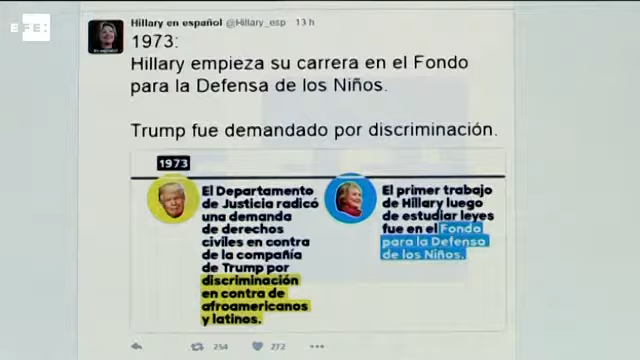 EFE:
Hillary en español @Hillary_esp 13 h
1973:
Hillary empieza su carrera en el Fondo
para la Defensa de los Niños.
Trump fue demandado por discriminación.
1973
El Departamento
de Justicia radicó
una demanda
de derechos
civiles en contra
de la compañía
de Trump por
discriminación
en contra de
afroamericanos
y latinos.
El primer trabajo
de Hillary luego
de estudiar leyes
fue en el Fondo
para la Defensa
de los Niños.
254
272